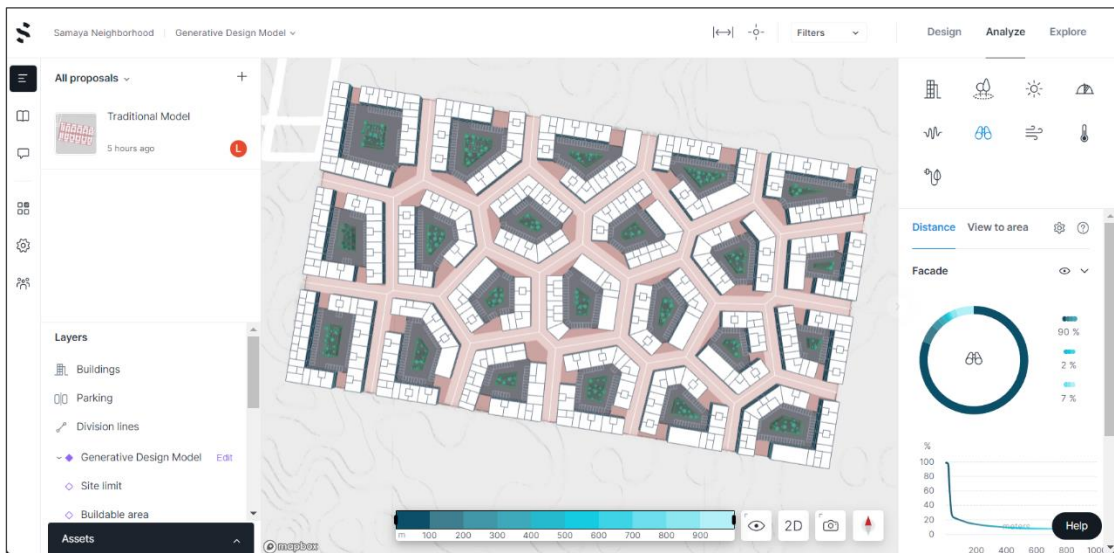 Samaya Neighborhood
Generative Design Model
Filters
Design
Analyze
Explore
All proposals
Traditional Model
5 hours ago
L
Distance
View to area
Facade
90 %
2 %
7 %
Layers
Buildings
Parking
Division lines
Generative Design Model
Edit
Site limit
Buildable area
Assets
m 100 200 300 400 500 600 700 800 900
2D
mapbox
%
100
80
60
40
20
0
meters
200 400 600 800
Help